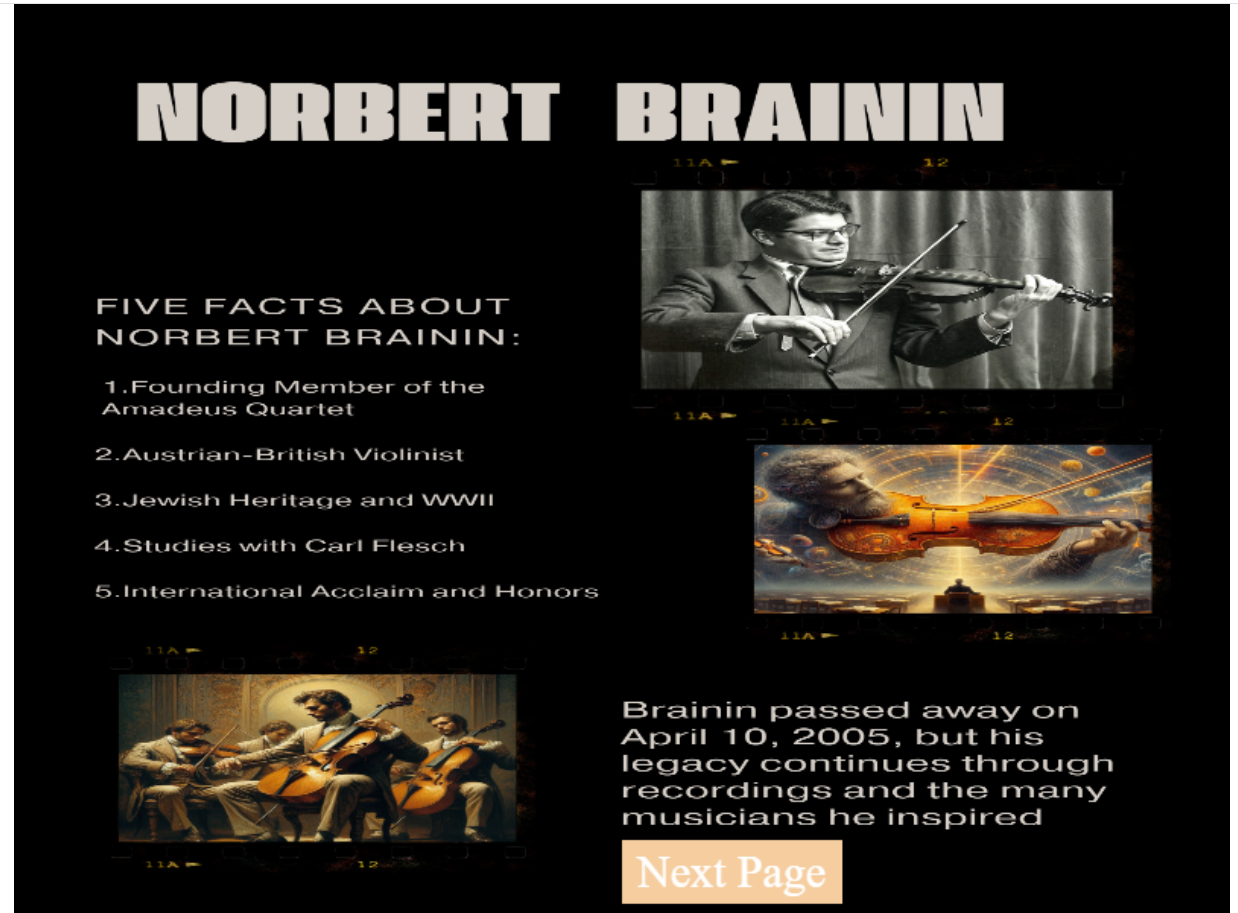 NORBERT BRAININ
11A 12
FIVE FACTS ABOUT
NORBERT BRAININ:
1.Founding Member of the
Amadeus Quartet
2.Austrian-British Violinist
3.Jewish Heritage and WWII
4.Studies with Carl Flesch
5.International Acclaim and Honors
11A
11A 12
11A 12
11A 12
Brainin passed away on
April 10, 2005, but his
legacy continues through
recordings and the many
musicians he inspired
11A 12
Next Page